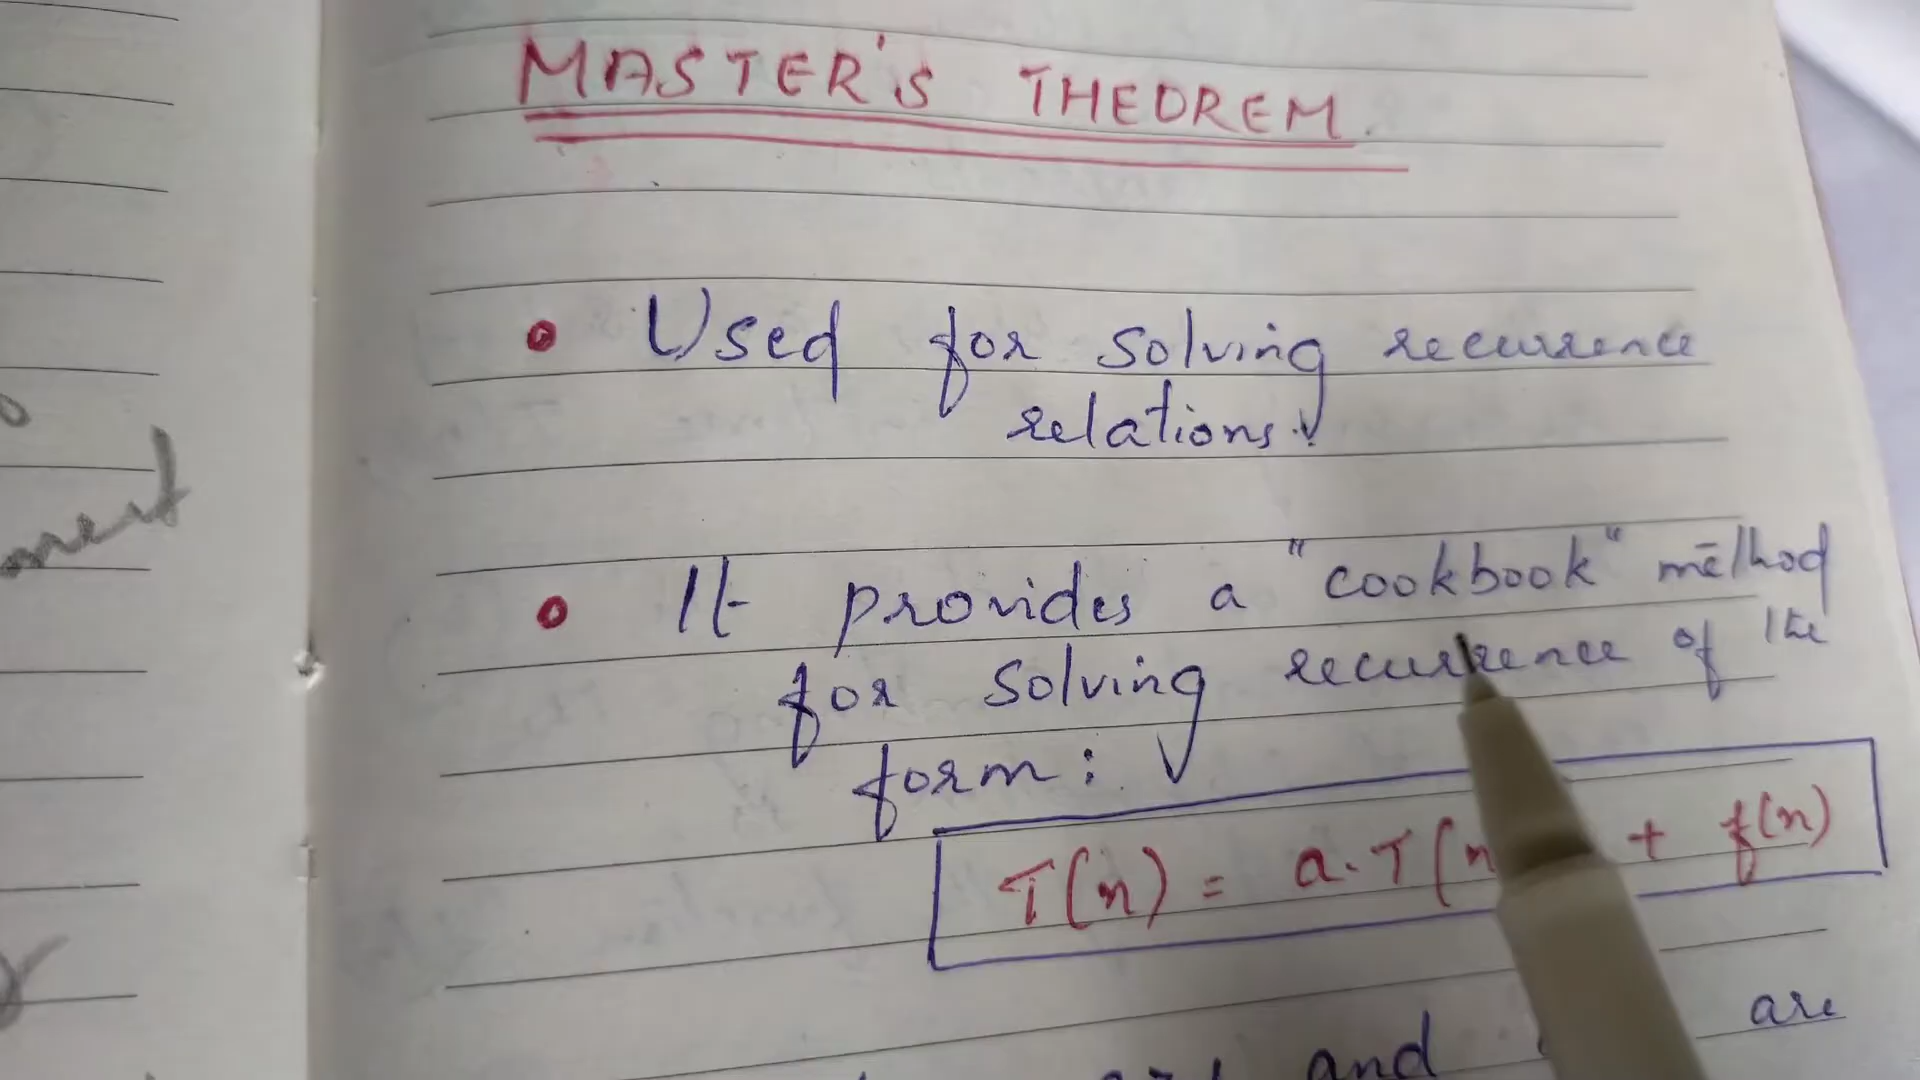 MASTER'S THEOREM
• Used for solving recurrence
relations.
• It provides a "cookbook" method
for solving recurrence of the
form:
T(n) = a.T(n + f(n)
and are